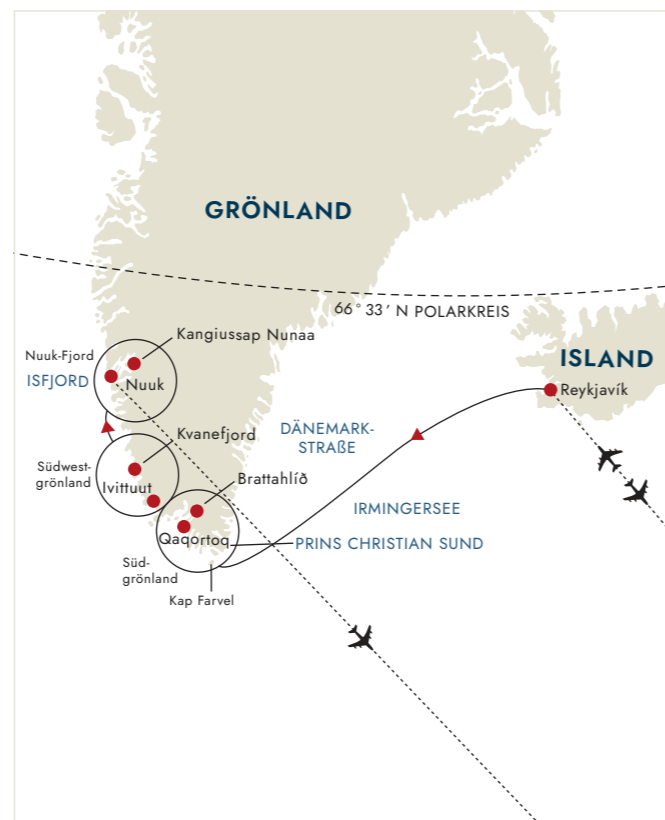 GRÖNLAND
66° 33′ N POLARKREIS
Kangiussap Nunaa
Nuuk-Fjord
ISFJORD
Nuuk
ISLAND
Reykjavík
DÄNEMARK-
STRAßE
Kvanefjord
Südwest-
grönland
Ivittuut
Brattahlíð
IRMINGERSEE
Qaqortoq
PRINS CHRISTIAN SUND
Süd-
grönland
Kap Farvel